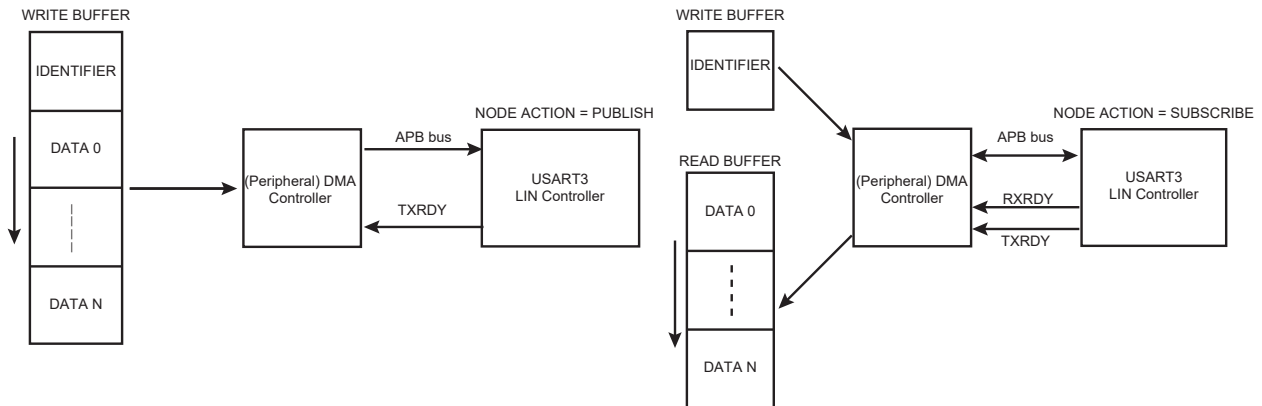 WRITE BUFFER
IDENTIFIER
DATA 0
DATA N
(Peripheral) DMA
Controller
APB bus
TXRDY
NODE ACTION = PUBLISH
USART3
LIN Controller
WRITE BUFFER
IDENTIFIER
READ BUFFER
DATA 0
DATA N
(Peripheral) DMA
Controller
APB bus
RXRDY
TXRDY
NODE ACTION = SUBSCRIBE
USART3
LIN Controller